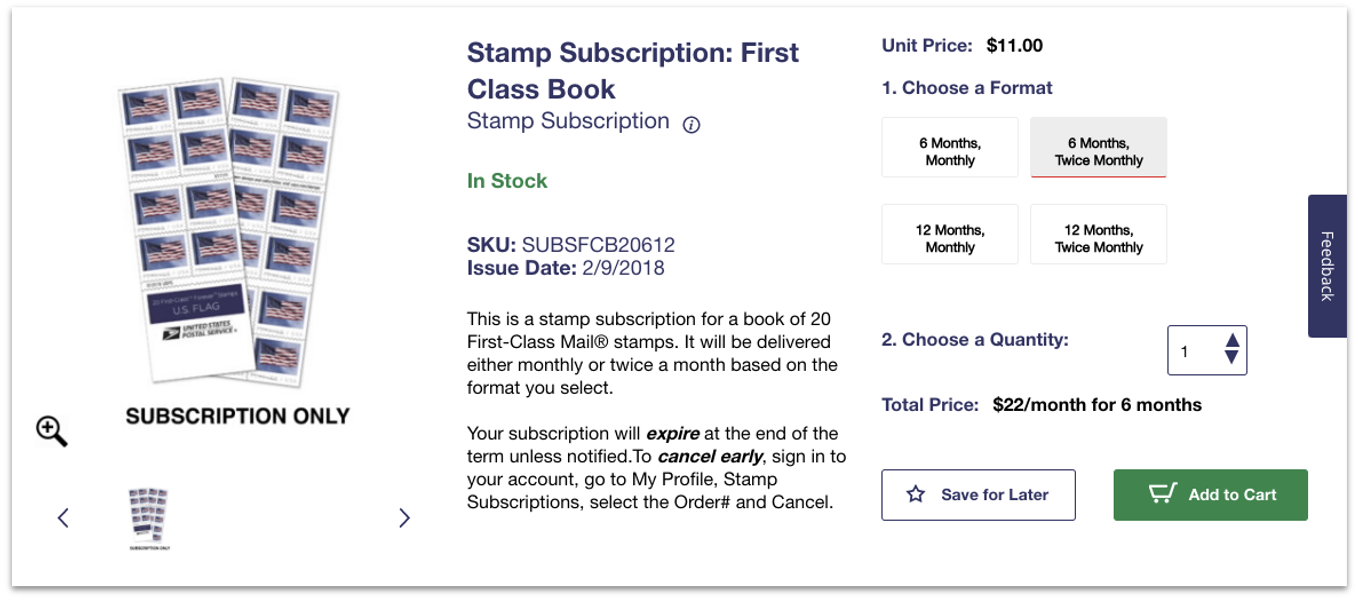 Stamp Subscription: First
Class Book
Stamp Subscription
In Stock
SKU: SUBSFCB20612
Issue Date: 2/9/2018
This is a stamp subscription for a book of 20
First-Class Mail® stamps. It will be delivered
either monthly or twice a month based on the
format you select.
Your subscription will expire at the end of the
term unless notified.To cancel early, sign in to
your account, go to My Profile, Stamp
Subscriptions, select the Order# and Cancel.
Unit Price: $11.00
1. Choose a Format
6 Months,
Monthly
6 Months,
Twice Monthly
12 Months,
Monthly
12 Months,
Twice Monthly
2. Choose a Quantity:
1
Total Price: $22/month for 6 months
Save for Later
Add to Cart
Feedback
U.S. FLAG
UNITED STATES
POSTAL SERVICE
SUBSCRIPTION ONLY
SUBSCRIPTION ONLY